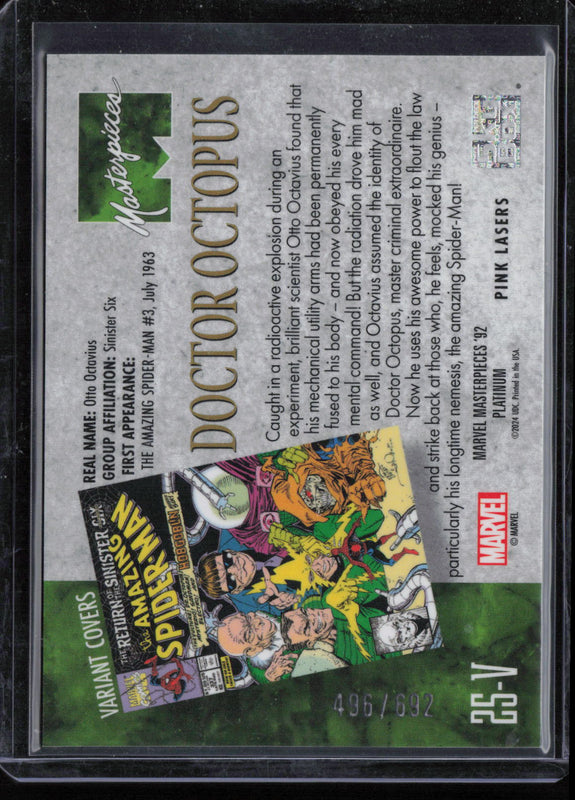 Masterpieces
REAL NAME: Otto Octavius
GROUP AFFILIATION: Sinister Six
FIRST APPEARANCE:
THE AMAZING SPIDER-MAN #3, July 1963
DOCTOR OCTOPUS
Caught in a radioactive explosion during an
experiment, brilliant scientist Otto Octavius found that
his mechanical utility arms had been permanently
fused to his body – and now obeyed his every
mental command! But the radiation drove him mad
as well, and Octavius assumed the identity of
Doctor Octopus, master criminal extraordinaire.
Now he uses his awesome power to flout the law
and strike back at those who, he feels, mocked his genius –
particularly his longtime nemesis, the amazing Spider-Man!
VARIANT COVERS
THE RETURN OF THE SINISTER SIX
the AMAZING
SPIDER-MAN
HOBGOBLIN
MARVEL
© MARVEL
MARVEL MASTERPIECES '92
PLATINUM
©2024 UDC. Printed in the USA.
PINK LASERS
496/692
25-V